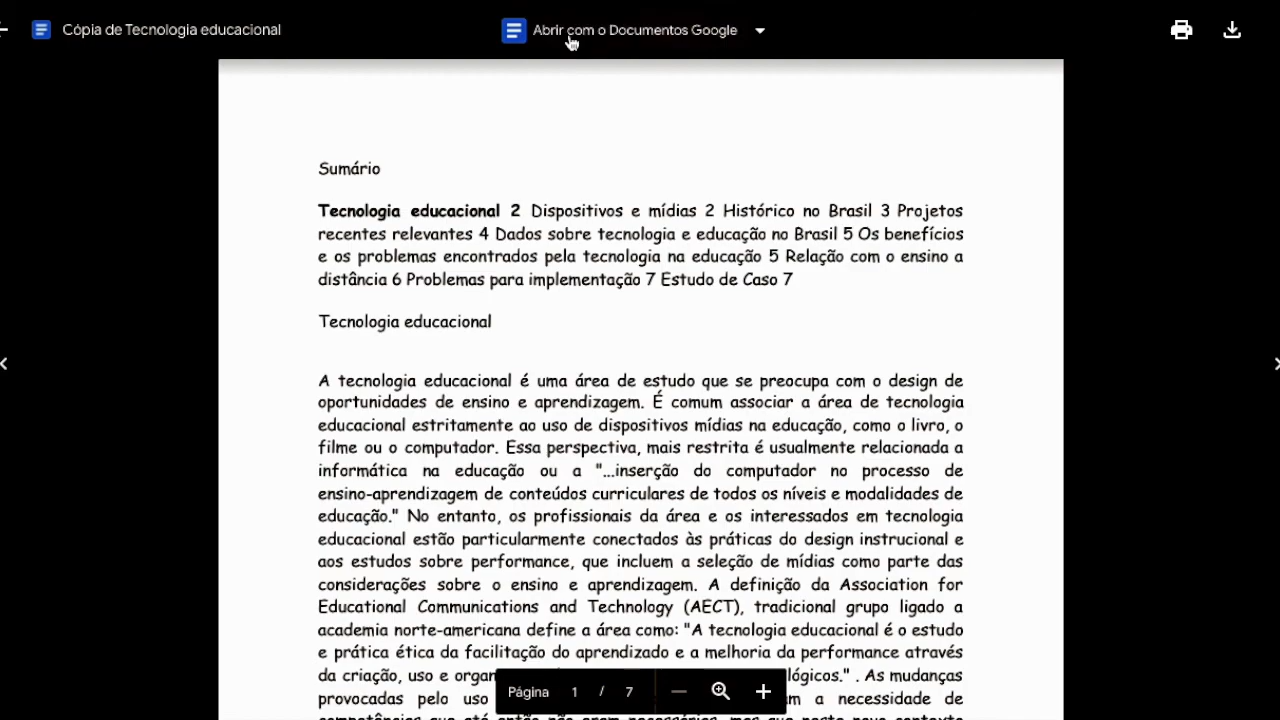 Cópia de Tecnologia educacional
Abrir com o Documentos Google
Sumário
Tecnologia educacional 2 Dispositivos e mídias 2 Histórico no Brasil 3 Projetos
recentes relevantes 4 Dados sobre tecnologia e educação no Brasil 5 Os benefícios
e os problemas encontrados pela tecnologia na educação 5 Relação com o ensino a
distância 6 Problemas para implementação 7 Estudo de Caso 7
Tecnologia educacional
A tecnologia educacional é uma área de estudo que se preocupa com o design de
oportunidades de ensino e aprendizagem. É comum associar a área de tecnologia
educacional estritamente ao uso de dispositivos mídias na educação, como o livro, o
filme ou o computador. Essa perspectiva, mais restrita é usualmente relacionada a
informática na educação ou a "...inserção do computador no processo de
ensino-aprendizagem de conteúdos curriculares de todos os níveis e modalidades de
educação." No entanto, os profissionais da área e os interessados em tecnologia
educacional estão particularmente conectados às práticas do design instrucional e
aos estudos sobre performance, que incluem a seleção de mídias como parte das
considerações sobre o ensino e aprendizagem. A definição da Association for
Educational Communications and Technology (AECT), tradicional grupo ligado a
academia norte-americana define a área como: "A tecnologia educacional é o estudo
e prática ética da facilitação do aprendizado e a melhoria da performance através
da criação, uso e organ lógicos." . As mudanças
provocadas pelo uso a necessidade de
Página 1 / 7